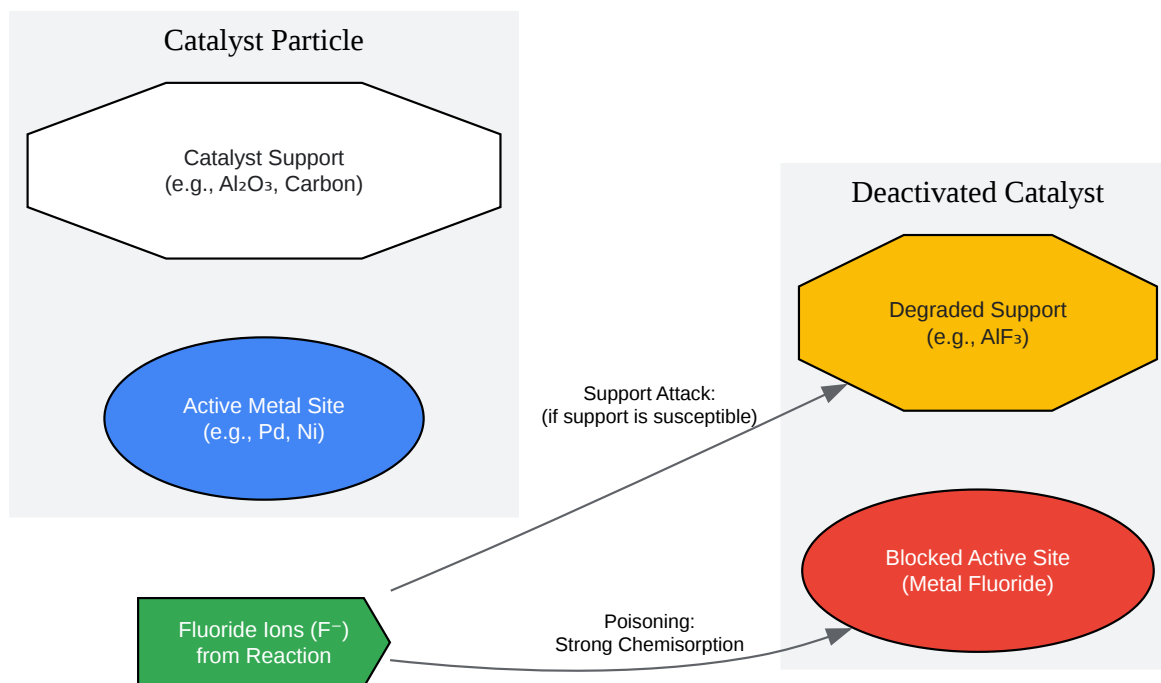 Catalyst Particle
Catalyst Support
(e.g., Al₂O₃, Carbon)
Active Metal Site
(e.g., Pd, Ni)
Fluoride Ions (F⁻)
from Reaction
Support Attack:
(if support is susceptible)
Poisoning:
Strong Chemisorption
Deactivated Catalyst
Degraded Support
(e.g., AlF₃)
Blocked Active Site
(Metal Fluoride)